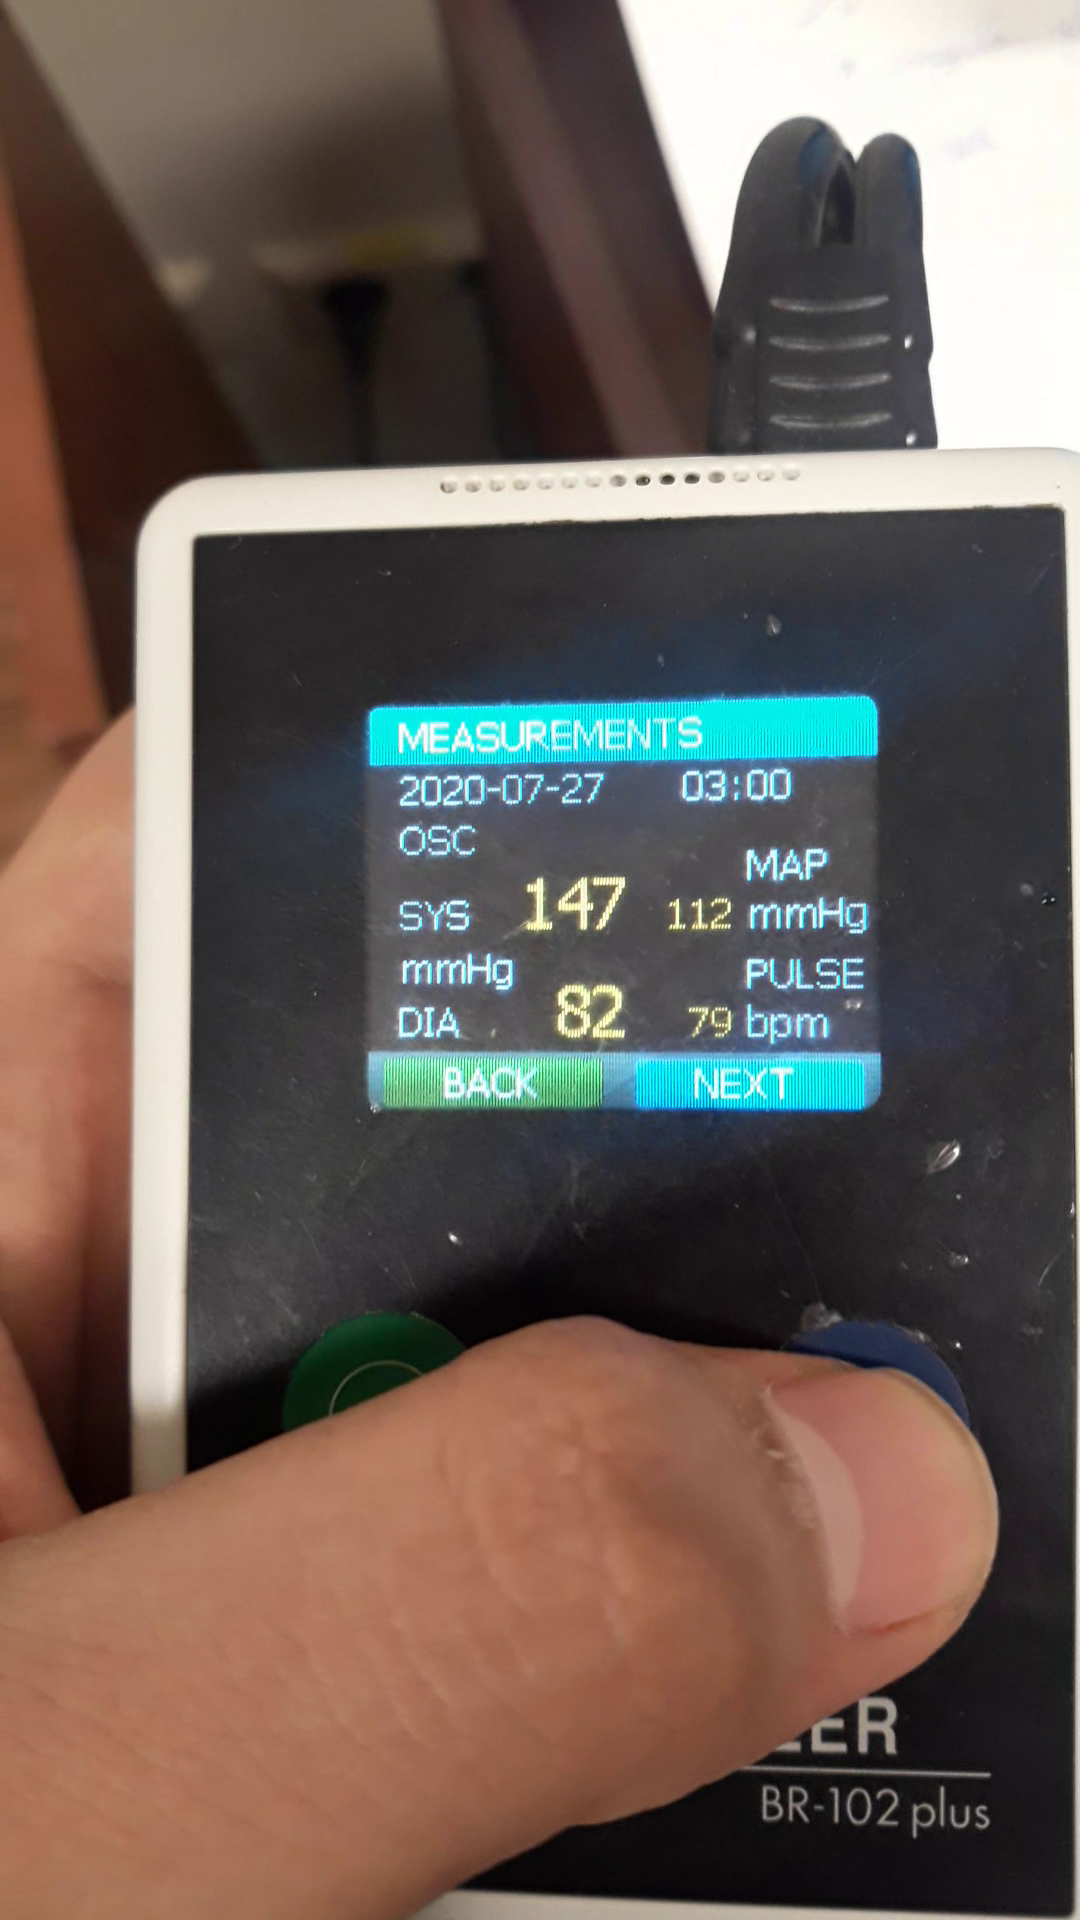 MEASUREMENTS
2020-07-27 03:00
OSC
MAP
SYS 147 112 mmHg
mmHg PULSE
DIA 82 79 bpm
BACK NEXT
BR-102 plus